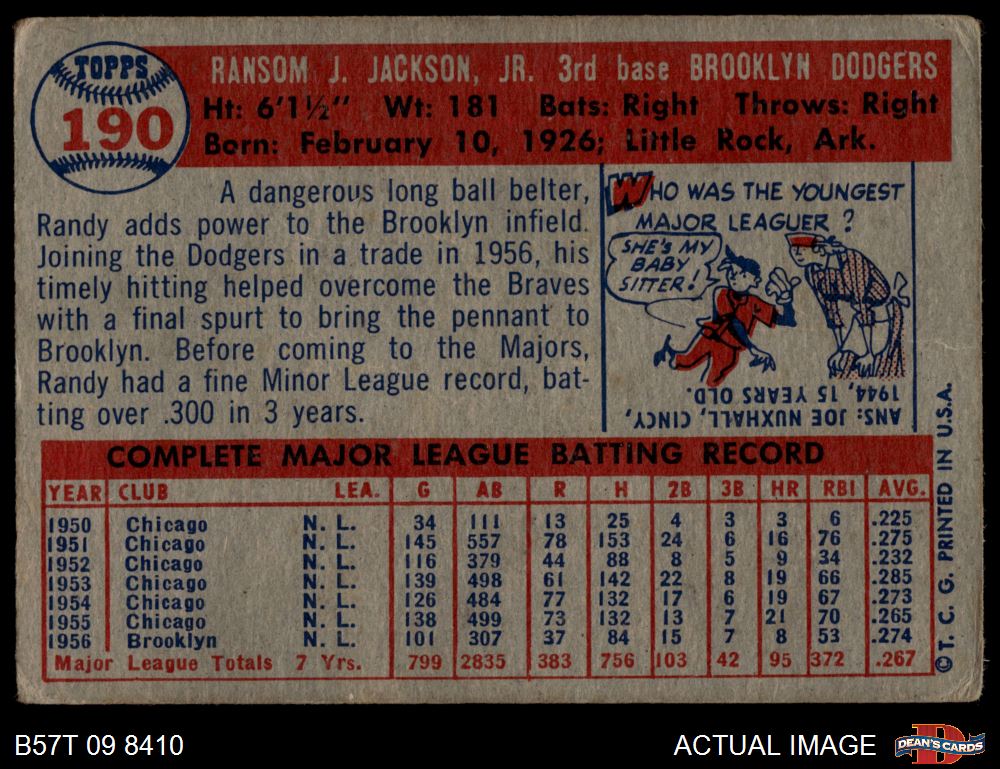 TOPPS
190
RANSOM J. JACKSON, JR. 3rd base BROOKLYN DODGERS
Ht: 6'1½" Wt: 181 Bats: Right Throws: Right
Born: February 10, 1926; Little Rock, Ark.
A dangerous long ball belter,
Randy adds power to the Brooklyn infield.
Joining the Dodgers in a trade in 1956, his
timely hitting helped overcome the Braves
with a final spurt to bring the pennant to
Brooklyn. Before coming to the Majors,
Randy had a fine Minor League record, bat-
ting over .300 in 3 years.
WHO WAS THE YOUNGEST
MAJOR LEAGUER?
SHE'S MY
BABY
SITTER!
ANS: JOE NUXHALL, CINCY,
1944, 15 YEARS OLD.
COMPLETE MAJOR LEAGUE BATTING RECORD
YEAR CLUB LEA. G AB R H 2B 3B HR RBI AVG.
1950 Chicago N. L. 34 111 13 25 4 3 3 6 .225
1951 Chicago N. L. 145 557 78 153 24 6 16 76 .275
1952 Chicago N. L. 116 379 44 88 8 5 9 34 .232
1953 Chicago N. L. 139 498 61 142 22 8 19 66 .285
1954 Chicago N. L. 126 484 77 132 17 6 19 67 .273
1955 Chicago N. L. 138 499 73 132 13 7 21 70 .265
1956 Brooklyn N. L. 101 307 37 84 15 7 8 53 .274
Major League Totals 7 Yrs. 799 2835 383 756 103 42 95 372 .267
© T. C. G. PRINTED IN U.S.A.
B57T 09 8410
ACTUAL IMAGE
D
DEAN'S CARDS